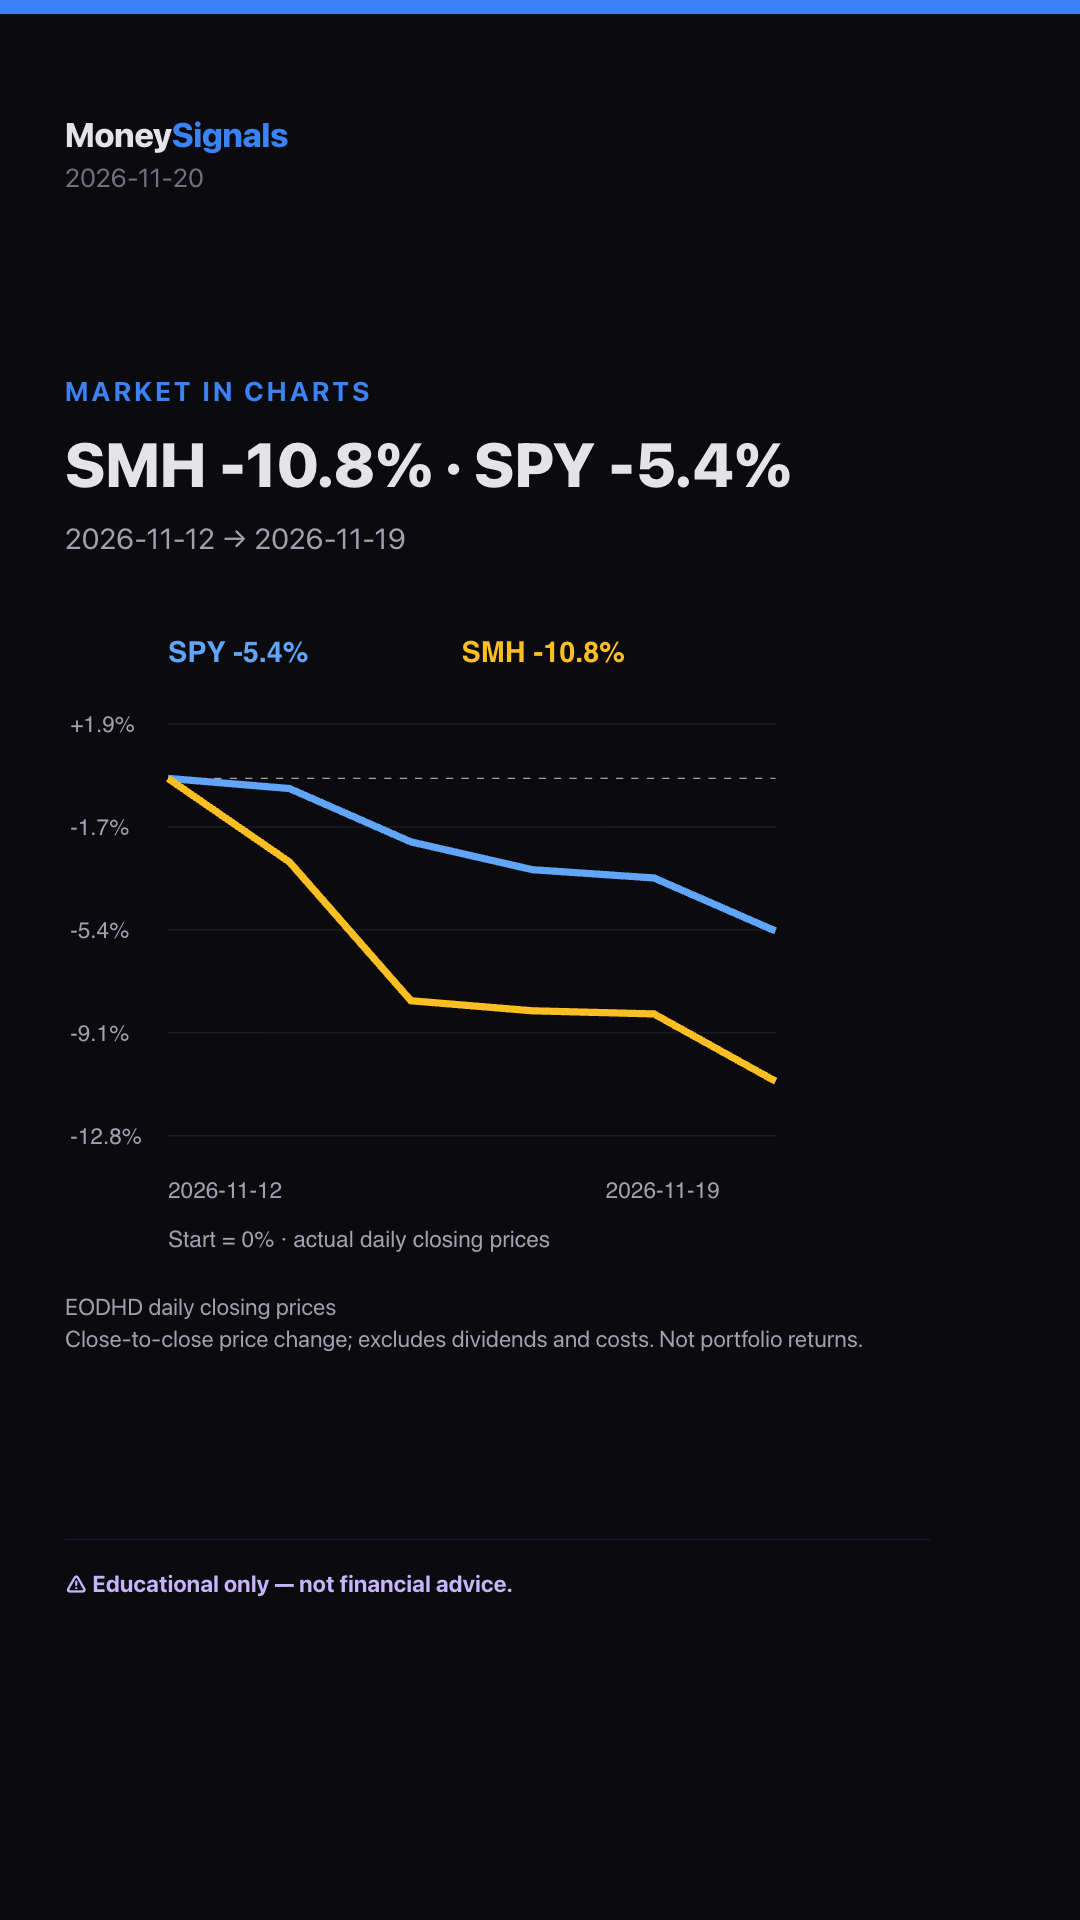 MoneySignals
2026-11-20
MARKET IN CHARTS
SMH -10.8% · SPY -5.4%
2026-11-12 → 2026-11-19
SPY -5.4% SMH -10.8%
+1.9%
-1.7%
-5.4%
-9.1%
-12.8%
2026-11-12 2026-11-19
Start = 0% · actual daily closing prices
EODHD daily closing prices
Close-to-close price change; excludes dividends and costs. Not portfolio returns.
⚠ Educational only — not financial advice.